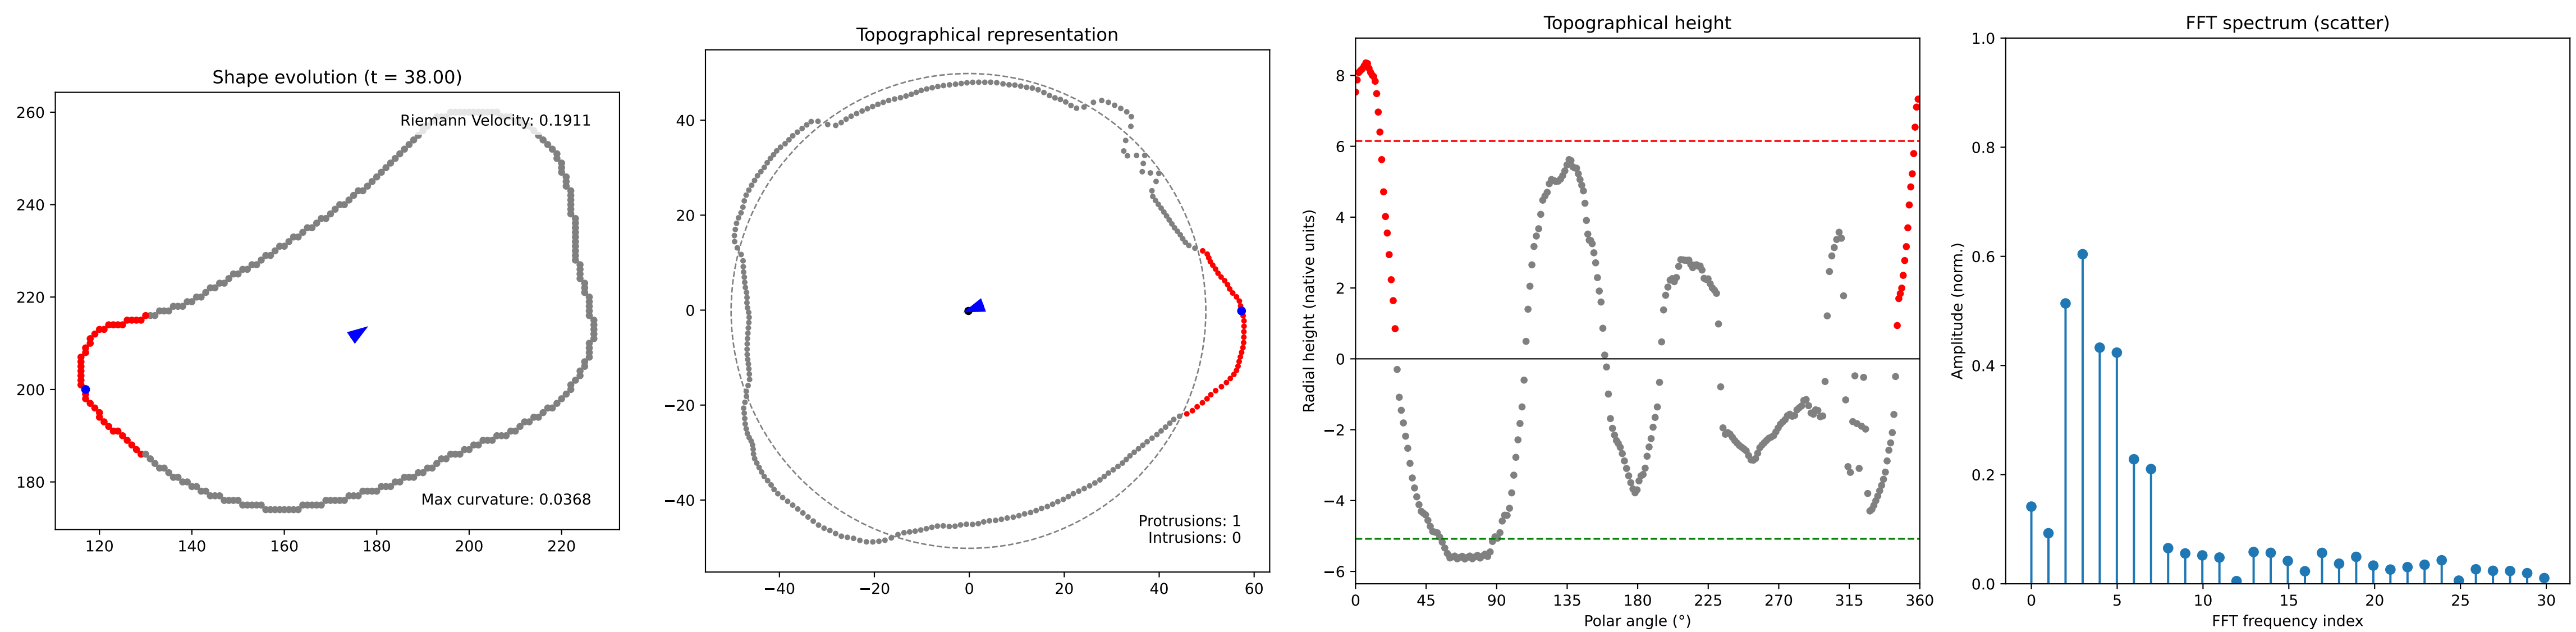 Shape evolution (t = 38.00)
Riemann Velocity: 0.1911
Max curvature: 0.0368
260
240
220
200
180
120 140 160 180 200 220
Topographical representation
Protrusions: 1
Intrusions: 0
40
20
0
−20
−40
−40 −20 0 20 40 60
Topographical height
Radial height (native units)
8
6
4
2
0
−2
−4
−6
0 45 90 135 180 225 270 315 360
Polar angle (°)
FFT spectrum (scatter)
Amplitude (norm.)
1.0
0.8
0.6
0.4
0.2
0.0
0 5 10 15 20 25 30
FFT frequency index